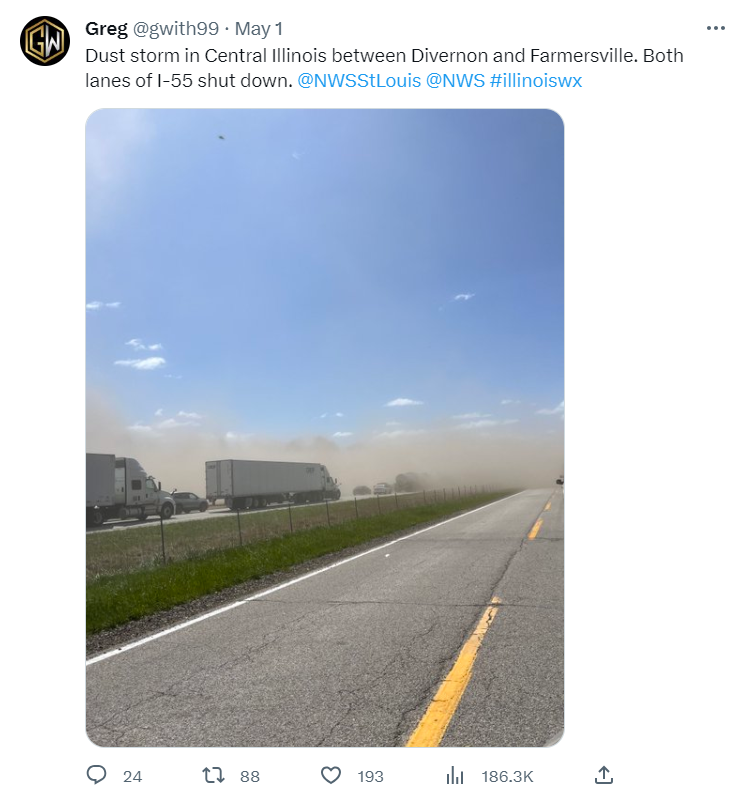 Greg @gwith99 · May 1
Dust storm in Central Illinois between Divernon and Farmersville. Both
lanes of I-55 shut down. @NWSStLouis @NWS #illinoiswx
GW
24 88 193 186.3K